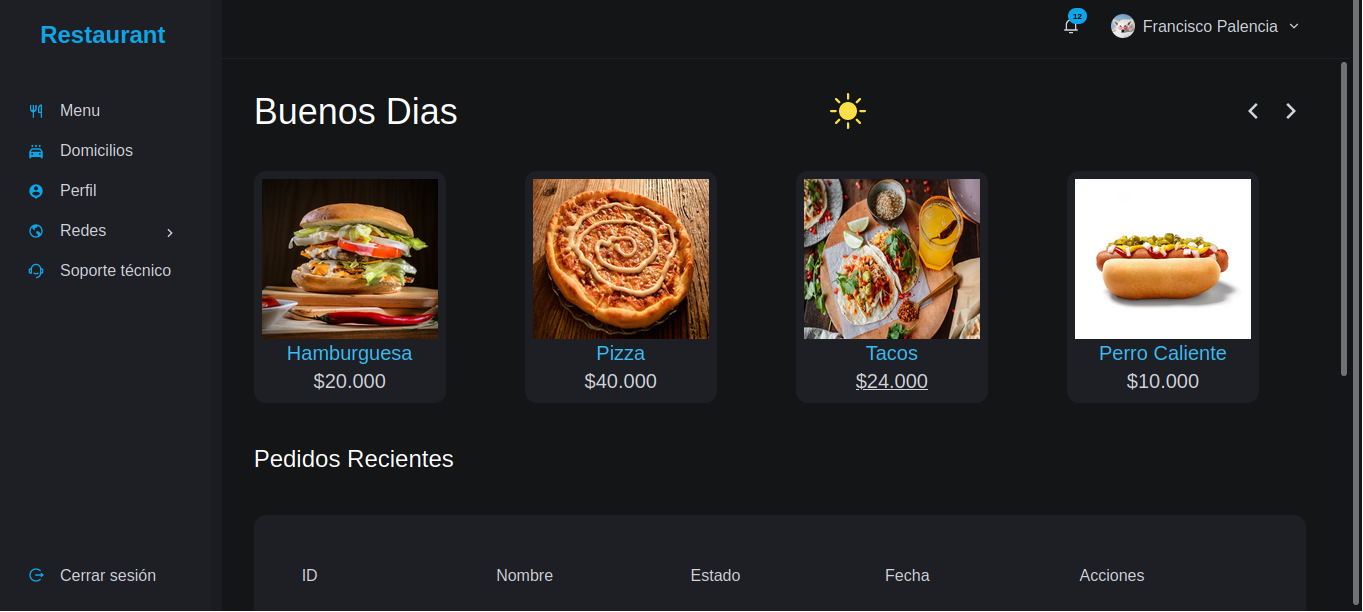 Restaurant
12
Francisco Palencia
Menu
Domicilios
Perfil
Redes
Soporte técnico
Cerrar sesión
Buenos Dias
Hamburguesa
$20.000
Pizza
$40.000
Tacos
$24.000
Perro Caliente
$10.000
Pedidos Recientes
ID Nombre Estado Fecha Acciones